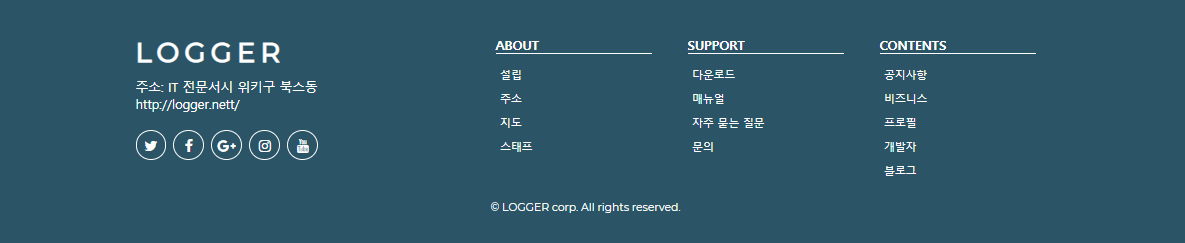 LOGGER
주소: IT 전문서시 위키구 북스동
http://logger.nett/
ABOUT
설립
주소
지도
스태프
SUPPORT
다운로드
매뉴얼
자주 묻는 질문
문의
CONTENTS
공지사항
비즈니스
프로필
개발자
블로그
© LOGGER corp. All rights reserved.